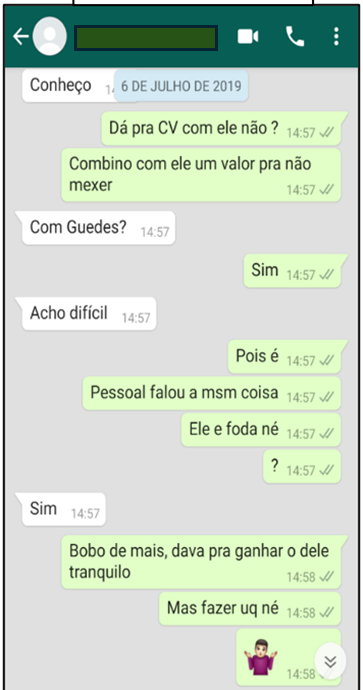 Conheço
6 DE JULHO DE 2019
Dá pra CV com ele não ? 14:57
Combino com ele um valor pra não
mexer 14:57
Com Guedes? 14:57
Sim 14:57
Acho difícil 14:57
Pois é 14:57
Pessoal falou a msm coisa 14:57
Ele e foda né 14:57
? 14:57
Sim 14:57
Bobo de mais, dava pra ganhar o dele
tranquilo 14:58
Mas fazer uq né 14:58
🤷🏻‍♂️ 14:58